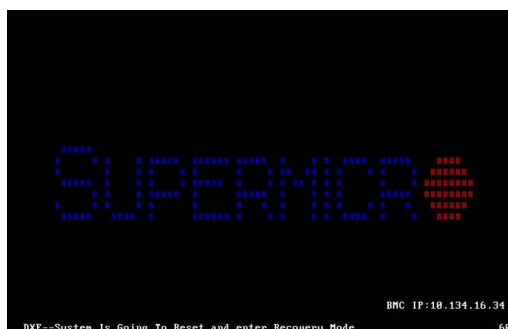 SUPERMICRO
BMC IP:10.134.16.34
DXE--System Is Going To Reset and enter Recovery Mode